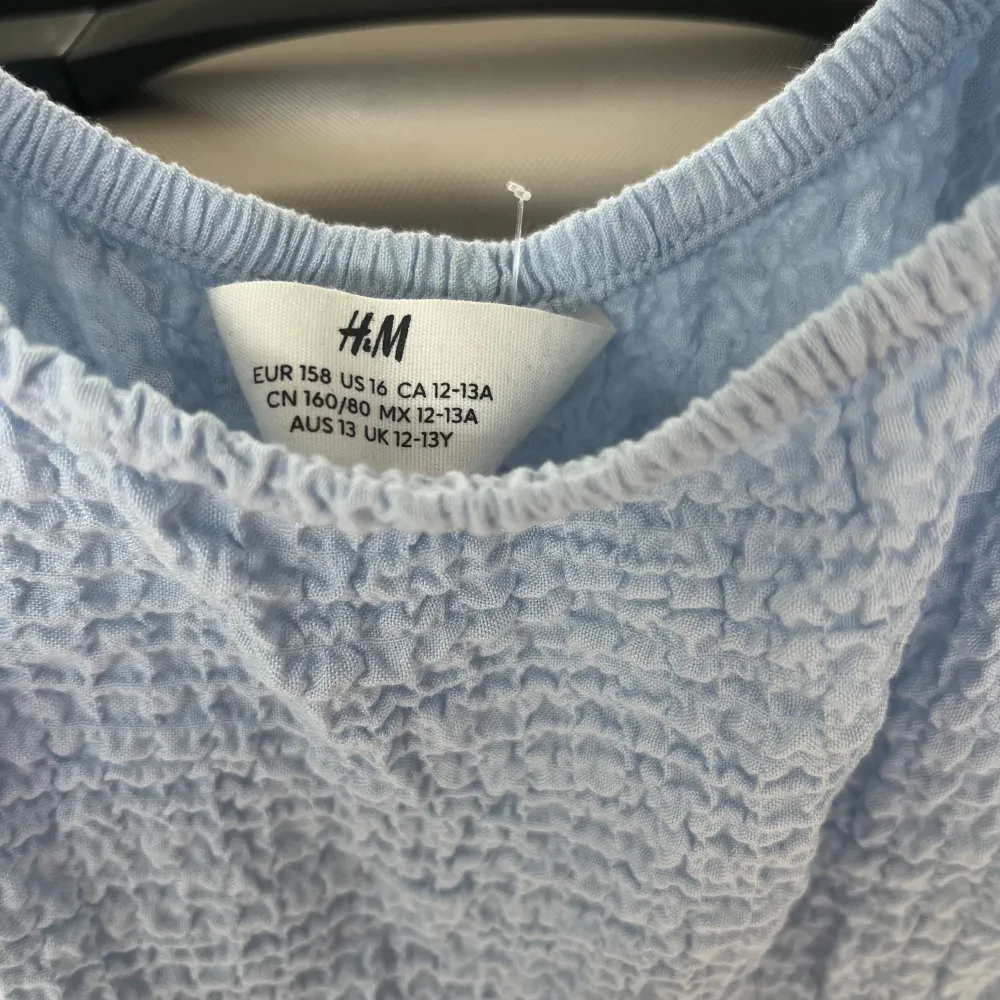 H&M
EUR 158 US 16 CA 12-13A
CN 160/80 MX 12-13A
AUS 13 UK 12-13Y